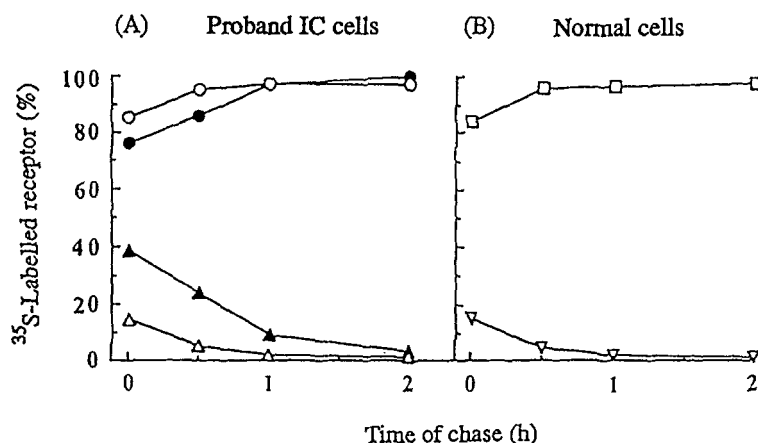 (A) Proband IC cells
(B) Normal cells
³⁵S-Labelled receptor (%)
100
80
60
40
20
0
0 1 2
0 1 2
Time of chase (h)